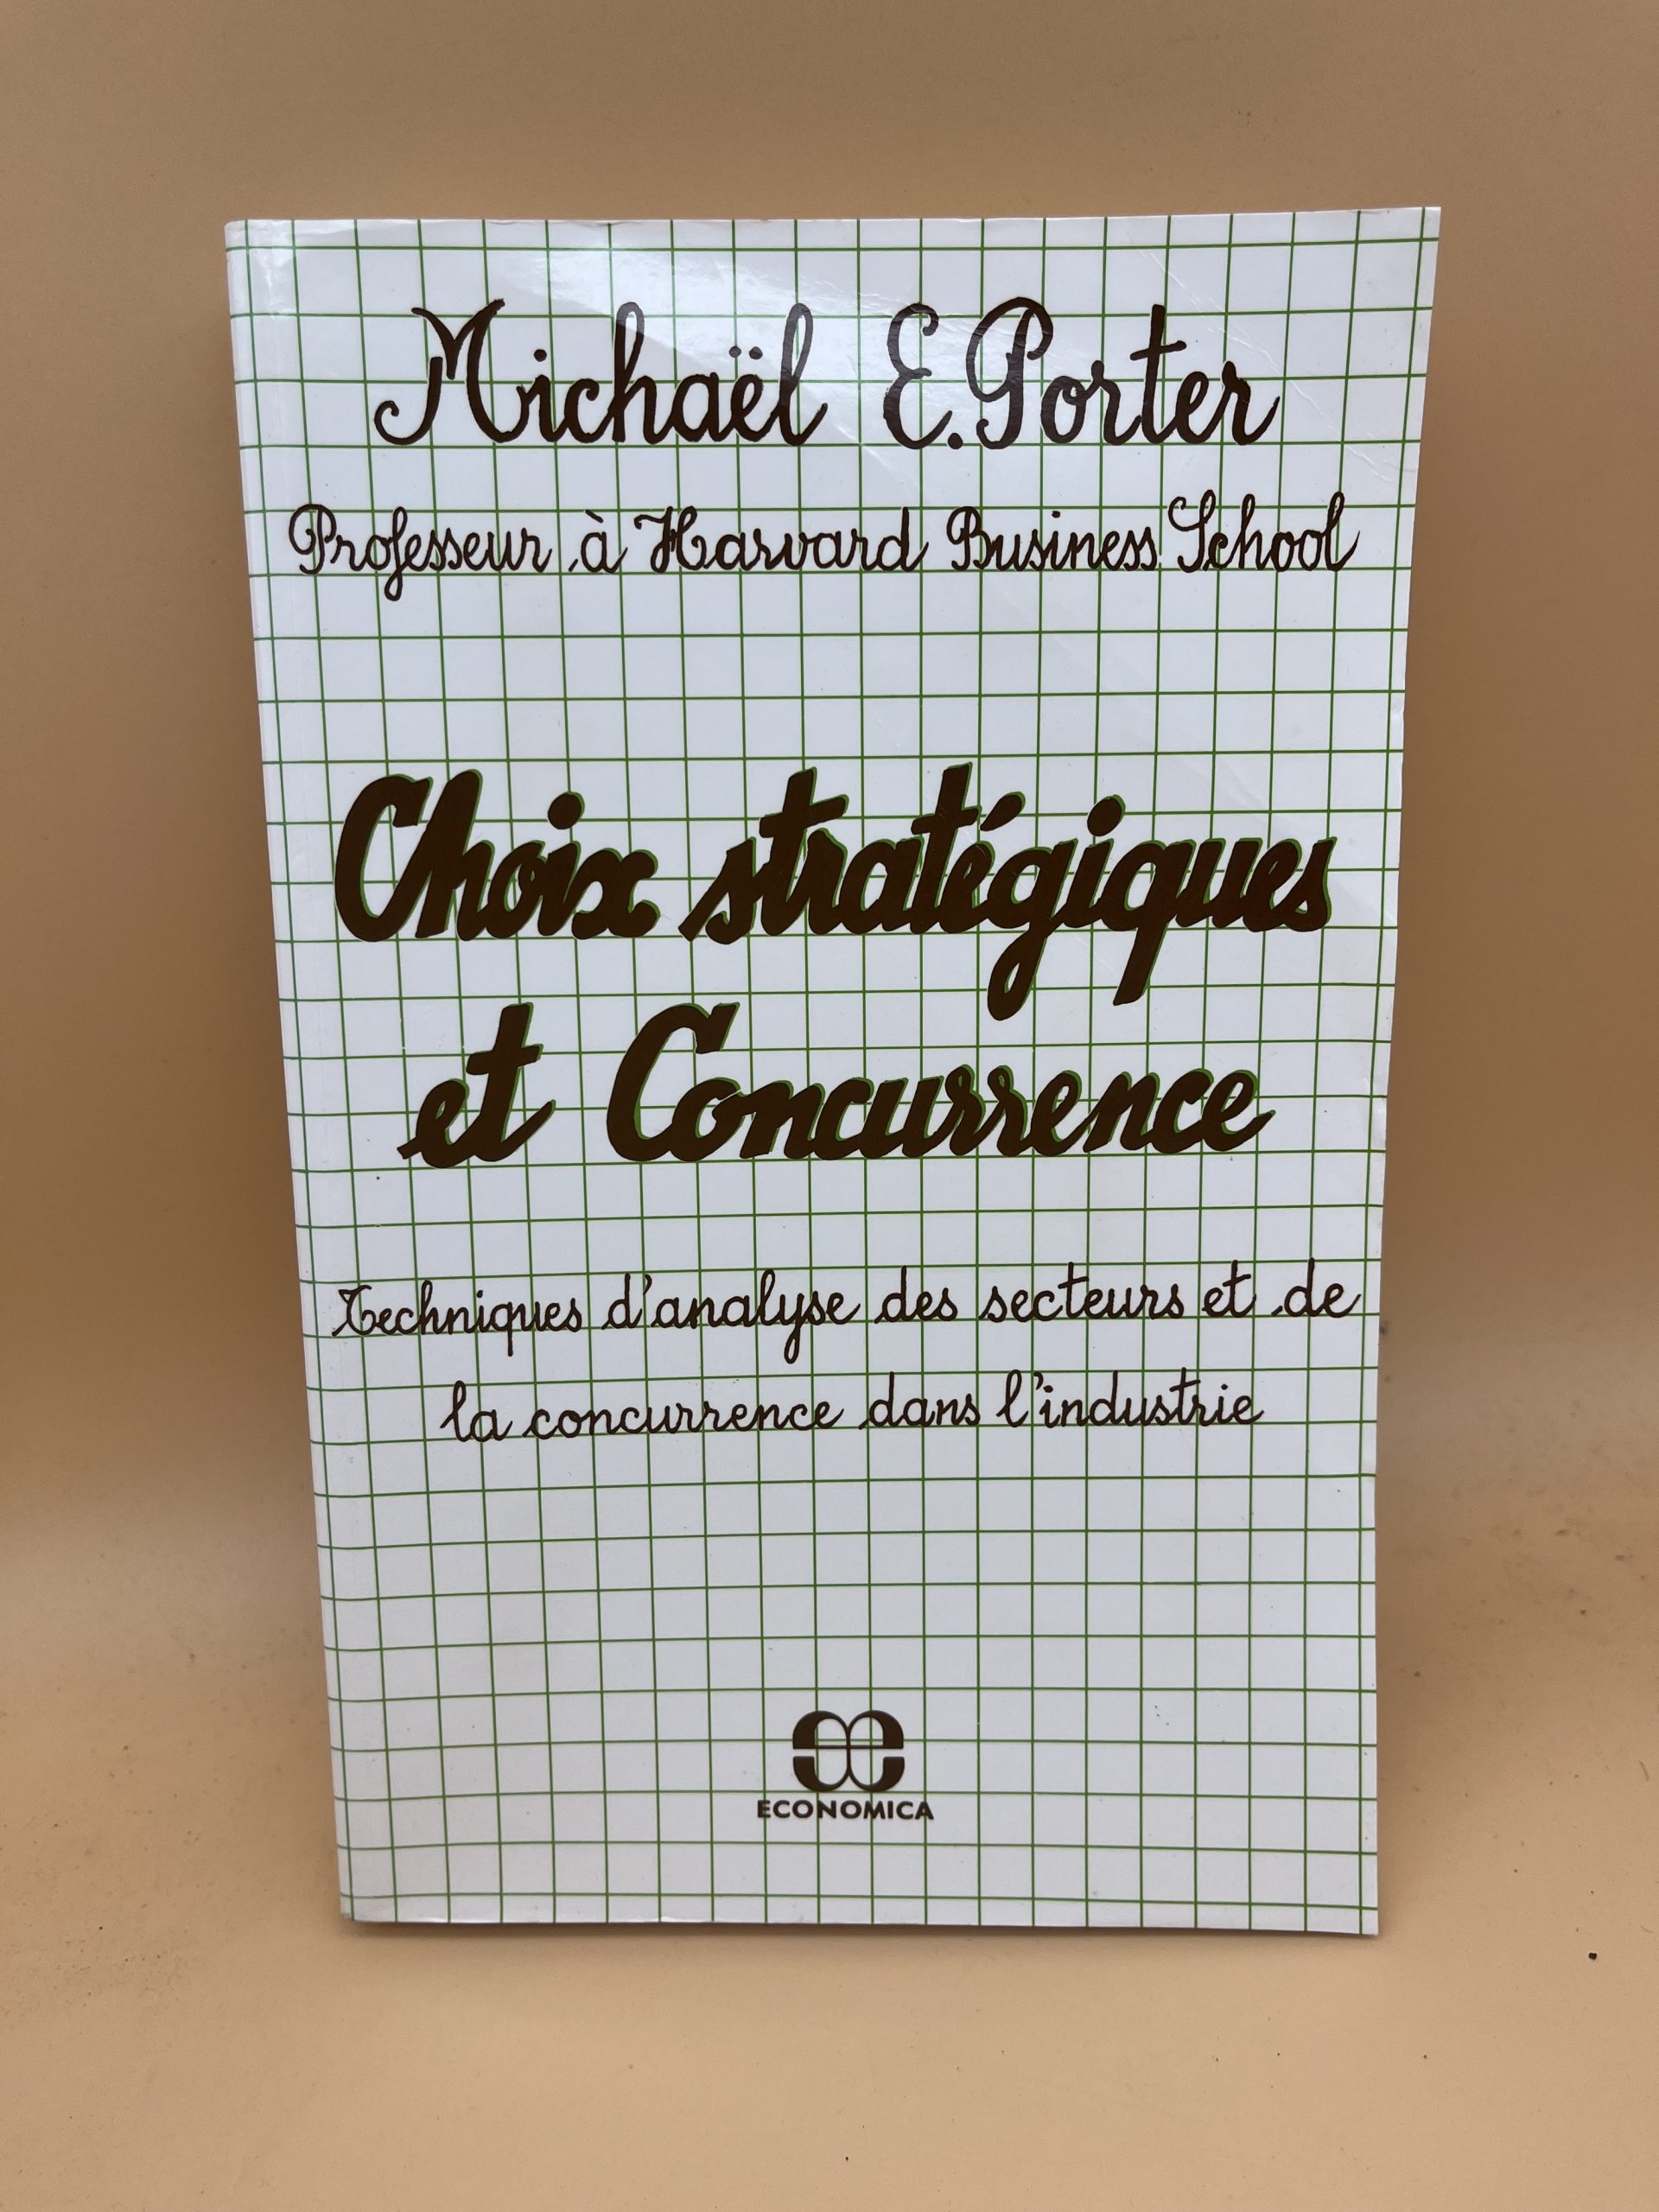 Michaël E. Porter
Professeur à Harvard Business School
Choix stratégiques
et Concurrence
Techniques d'analyse des secteurs et de
la concurrence dans l'industrie
ECONOMICA